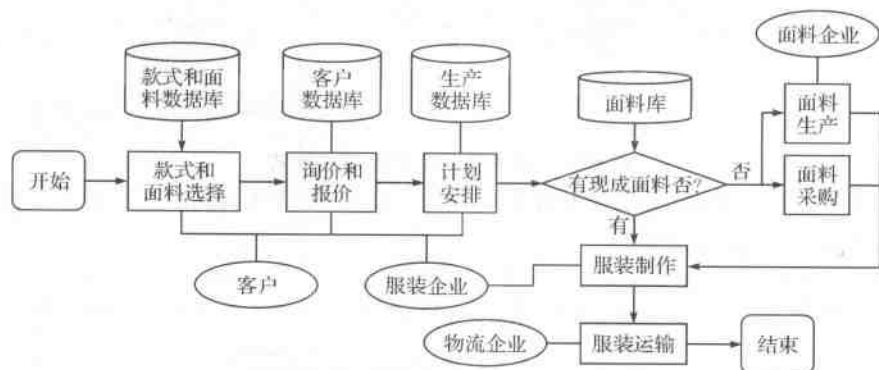 面料企业
款式和面
料数据库
客户
数据库
生产
数据库
面料库
面料
生产
开始
款式和
面料选择
询价和
报价
计划
安排
有现成面料否?
否
面料
采购
有
客户
服装企业
服装制作
物流企业
服装运输
结束